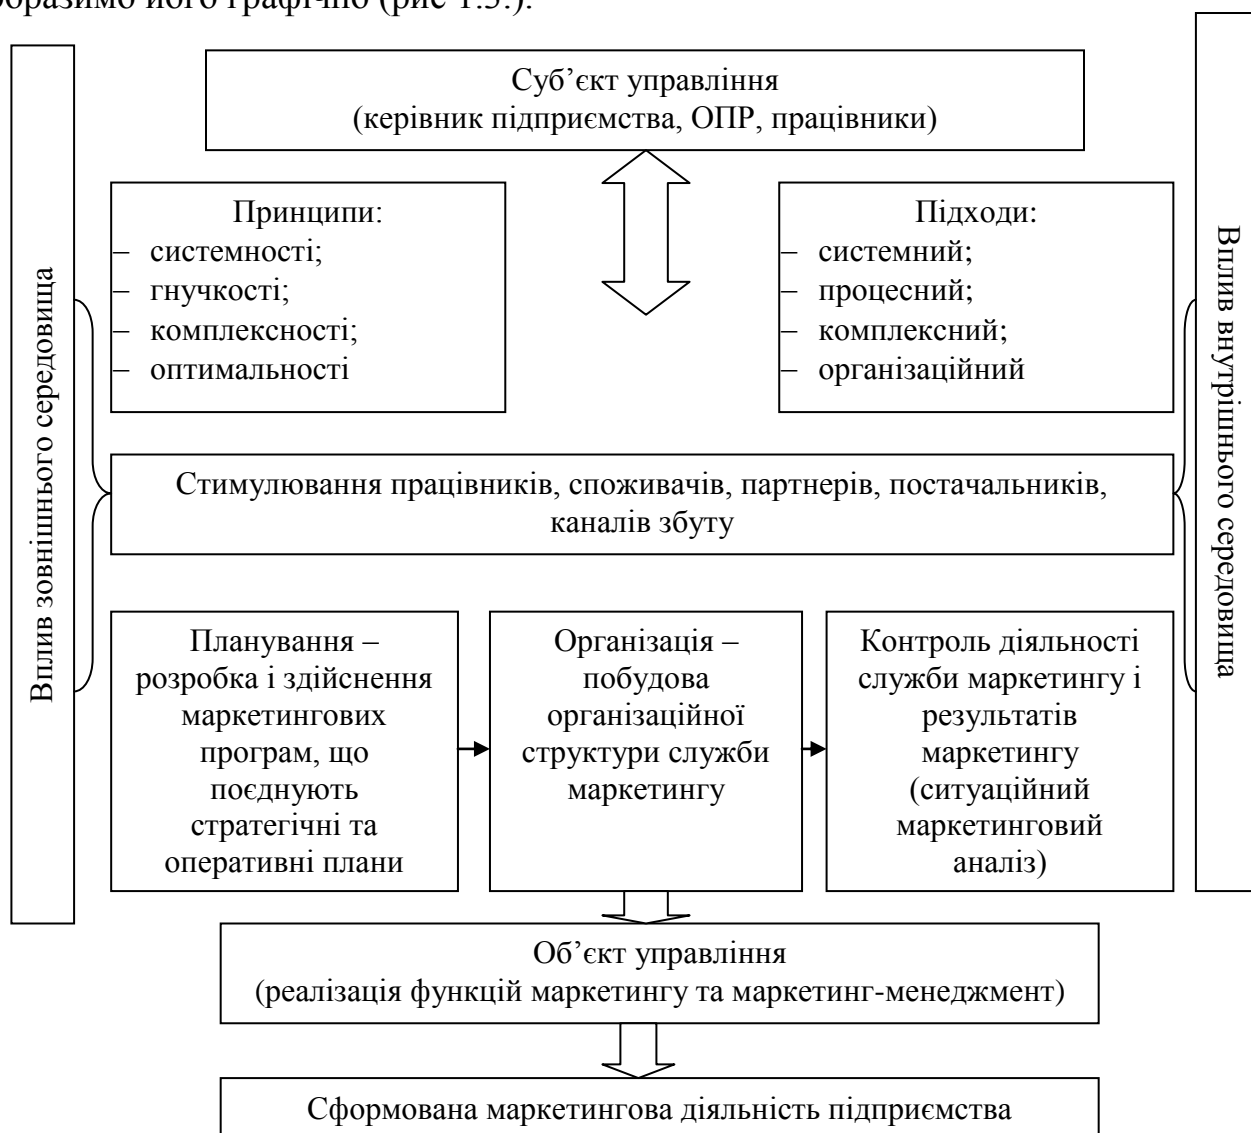 образимо його графічно (рис 1.3.).
Суб’єкт управління
(керівник підприємства, ОПР, працівники)
Вплив зовнішнього середовища
Принципи:
– системності;
– гнучкості;
– комплексності;
– оптимальності
Підходи:
– системний;
– процесний;
– комплексний;
– організаційний
Вплив внутрішнього середовища
Стимулювання працівників, споживачів, партнерів, постачальників,
каналів збуту
Планування –
розробка і здійснення
маркетингових
програм, що
поєднують
стратегічні та
оперативні плани
Організація –
побудова
організаційної
структури служби
маркетингу
Контроль діяльності
служби маркетингу і
результатів
маркетингу
(ситуаційний
маркетинговий
аналіз)
Об’єкт управління
(реалізація функцій маркетингу та маркетинг-менеджмент)
Сформована маркетингова діяльність підприємства